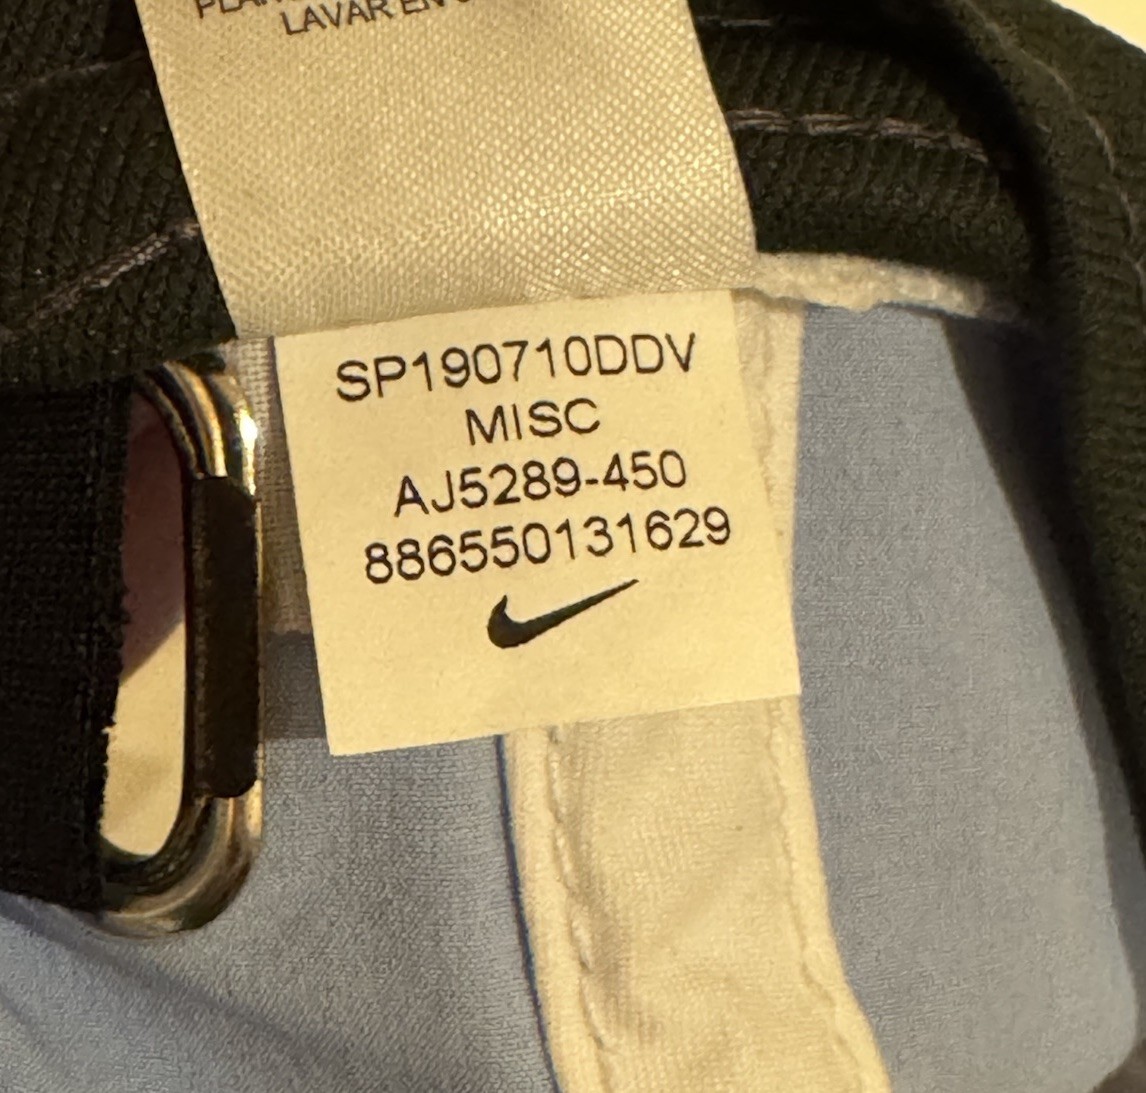 LAVAR EN
SP190710DDV
MISC
AJ5289-450
886550131629